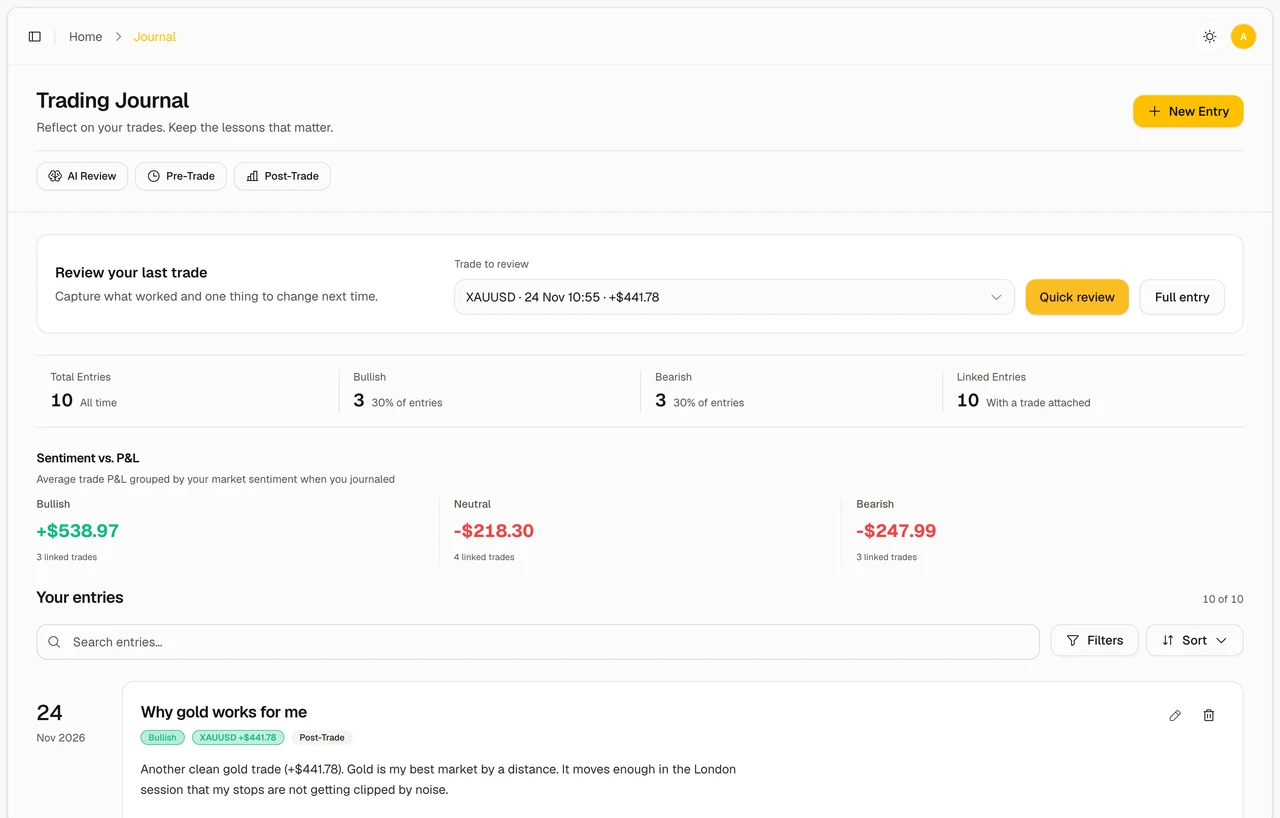 Home
Journal
A
Trading Journal
Reflect on your trades. Keep the lessons that matter.
New Entry
AI Review
Pre-Trade
Post-Trade
Review your last trade
Capture what worked and one thing to change next time.
Trade to review
XAUUSD · 24 Nov 10:55 · +$441.78
Quick review
Full entry
Total Entries
10 All time
Bullish
3 30% of entries
Bearish
3 30% of entries
Linked Entries
10 With a trade attached
Sentiment vs. P&L
Average trade P&L grouped by your market sentiment when you journaled
Bullish
+$538.97
3 linked trades
Neutral
-$218.30
4 linked trades
Bearish
-$247.99
3 linked trades
Your entries
10 of 10
Search entries...
Filters
Sort
24
Nov 2026
Why gold works for me
Bullish
XAUUSD +$441.78
Post-Trade
Another clean gold trade (+$441.78). Gold is my best market by a distance. It moves enough in the London
session that my stops are not getting clipped by noise.